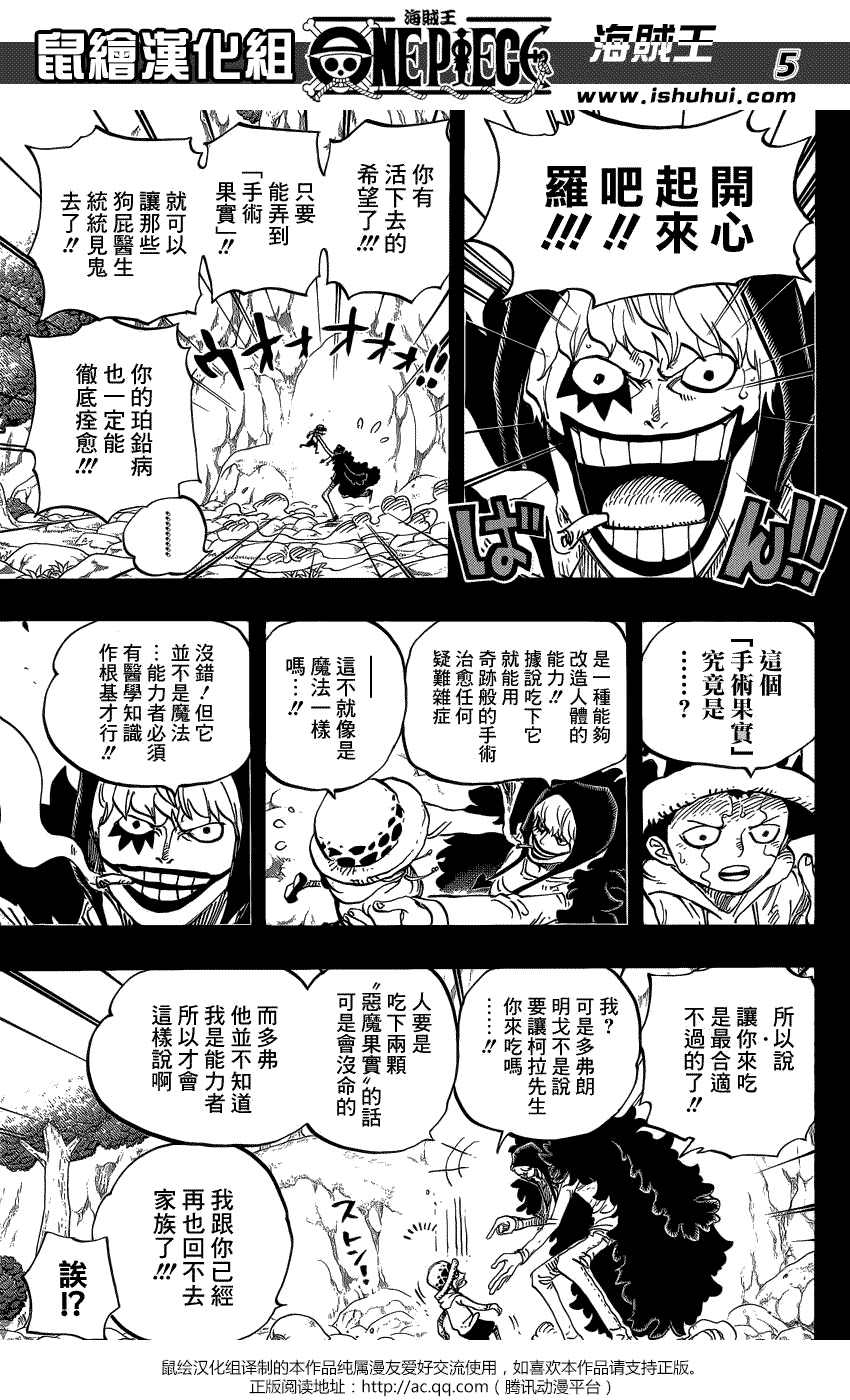 鼠繪漢化組
海賊王
ONE PIECE
海賊王
5
www.ishuhui.com
開心
起來
吧!!
羅!!!
ばん!!
你有
活下去的
希望了!!!
只要
能弄到
「手術
果實」!!
就可以
讓那些
狗屁醫生
統統見鬼
去了!!
ウオォォオォ!!
你的珀鉛病
也一定能
徹底痊愈!!!
………
這個
「手術果實」
究竟是
……?
是一種能夠
改造人體的
能力!!
據說吃下它
就能用
奇跡般的手術
治愈任何
疑難雜症
——
這不就像是
魔法一樣
嗎…!!
沒錯!但它
並不是魔法
…能力者必須
有醫學知識
作根基才行!!
所以說
讓你來吃
是最合適
不過的了!!
我?
可是多弗朗
明戈不是說
要讓柯拉先生
你來吃嗎
……!!
人要是
吃下兩顆
〝惡魔果實〞的話
可是會沒命的
而多弗
他並不知道
我是能力者
所以才會
這樣說啊
ストン!
我跟你已經
再也回不去
家族了!!!
誒!?
鼠绘汉化组译制的本作品纯属漫友爱好交流使用，如喜欢本作品请支持正版。
正版阅读地址：http://ac.qq.com（腾讯动漫平台）